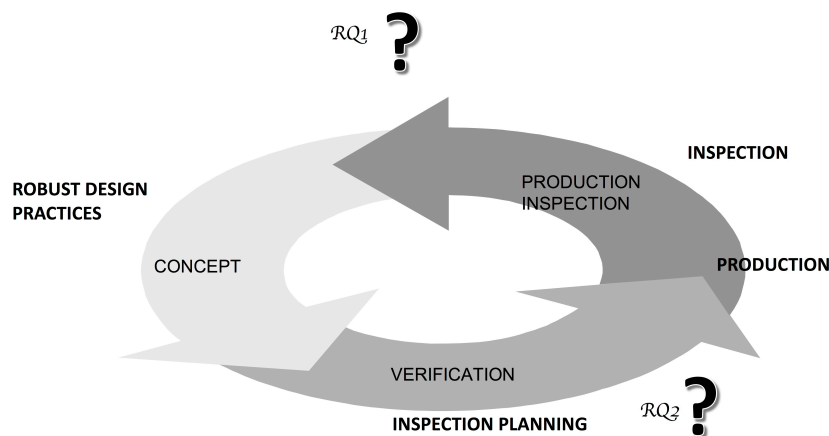 RQ1 ?
INSPECTION
ROBUST DESIGN
PRACTICES
PRODUCTION
INSPECTION
CONCEPT
PRODUCTION
VERIFICATION
INSPECTION PLANNING
RQ2 ?